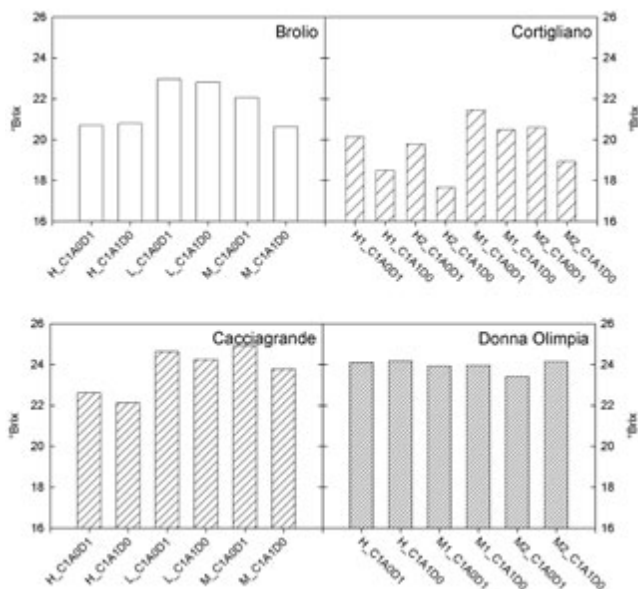 Brolio
Cortigliano
26
24
22
20
18
16
°Brix
26
24
22
20
18
16
°Brix
H_C1A0D1
H_C1A1D0
L_C1A0D1
L_C1A1D0
M_C1A0D1
M_C1A1D0
H1_C1A0D1
H1_C1A1D0
H2_C1A0D1
H2_C1A1D0
M1_C1A0D1
M1_C1A1D0
M2_C1A0D1
M2_C1A1D0
Cacciagrande
Donna Olimpia
26
24
22
20
18
16
°Brix
26
24
22
20
18
16
°Brix
H_C1A0D1
H_C1A1D0
L_C1A0D1
L_C1A1D0
M_C1A0D1
M_C1A1D0
H_C1A0D1
H_C1A1D0
M1_C1A0D1
M1_C1A1D0
M2_C1A0D1
M2_C1A1D0